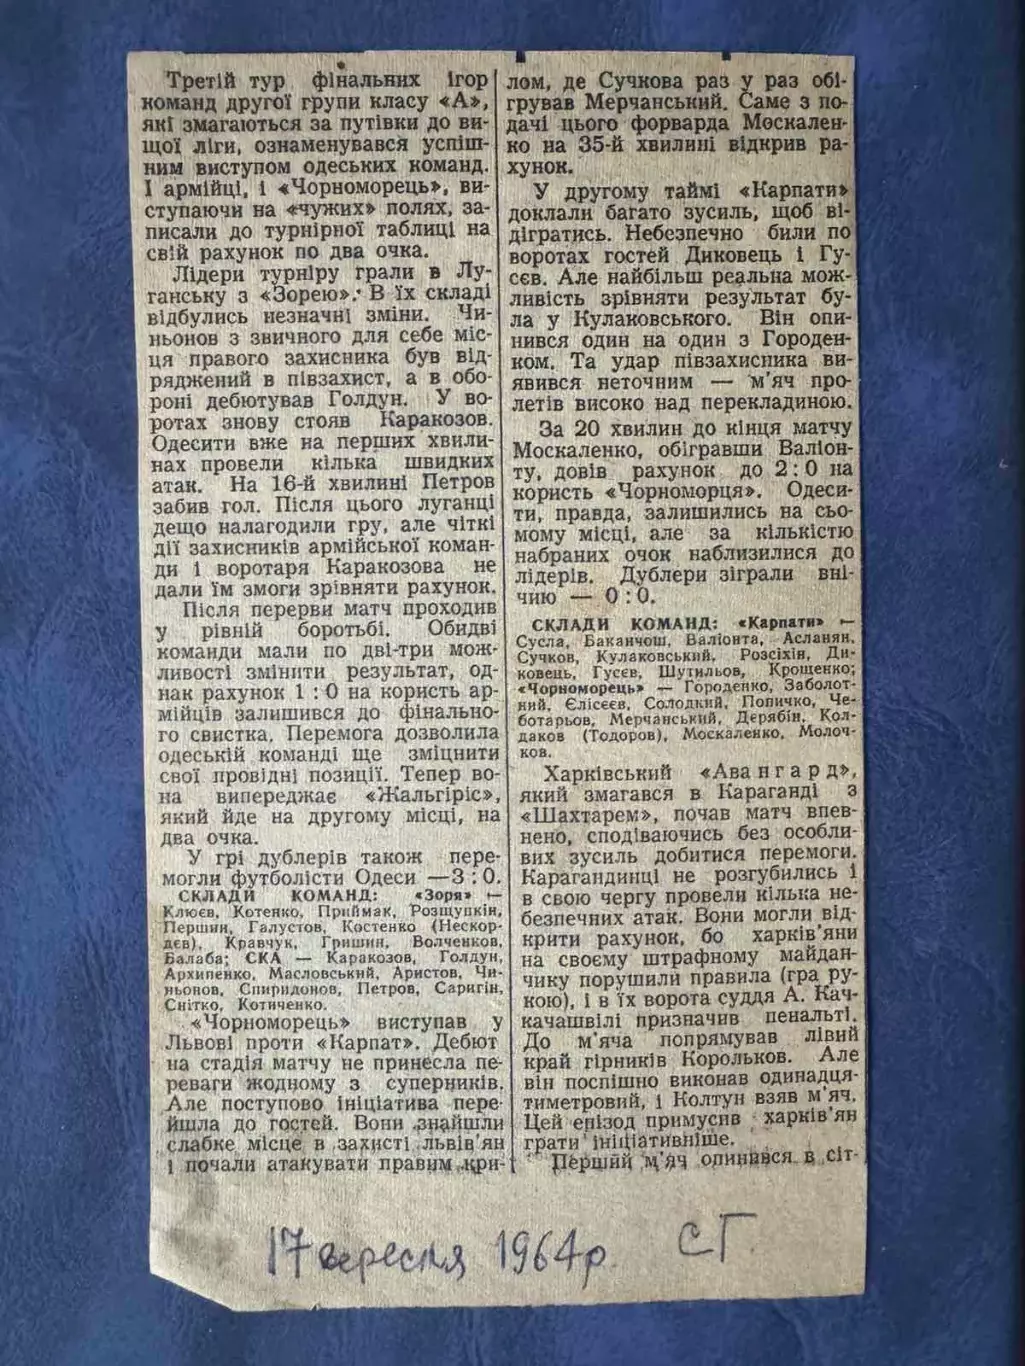 Третій тур фінальних ігор
команд другої групи класу «А»,
які змагаються за путівки до ви-
щої ліги, ознаменувався успіш-
ним виступом одеських команд.
І армійці, і «Чорноморець», ви-
ступаючи на «чужих» полях, за-
писали до турнірної таблиці на
свій рахунок по два очка.
Лідери турніру грали в Лу-
ганську з «Зорею». В їх складі
відбулись незначні зміни. Чи-
ньонов з звичного для себе міс-
ця правого захисника був від-
ряджений в півзахист, а в обо-
роні дебютував Голдун. У во-
ротах знову стояв Каракозов.
Одесити вже на перших хвили-
нах провели кілька швидких
атак. На 16-й хвилині Петров
забив гол. Після цього луганці
дещо налагодили гру, але чіткі
дії захисників армійської коман-
ди і воротаря Каракозова не
дали їм змоги зрівняти рахунок.
Після перерви матч проходив
у рівній боротьбі. Обидві
команди мали по дві-три мож-
ливості змінити результат, од-
нак рахунок 1 : 0 на користь ар-
мійців залишився до фінально-
го свистка. Перемога дозволила
одеській команді ще зміцнити
свої провідні позиції. Тепер во-
на випереджає «Жальгіріс»,
який йде на другому місці, на
два очка.
У грі дублерів також пере-
могли футболісти Одеси —3 : 0.
СКЛАДИ КОМАНД: «Зоря» —
Клюєв, Котенко, Приймак, Розщупкін,
Першин, Галустов, Костенко (Нескор-
дєв), Кравчук, Гришин, Волченков,
Балаба; СКА — Каракозов, Голдун,
Архипенко, Масловський, Аристов, Чи-
ньонов, Спиридонов, Петров, Саригін,
Снітко, Котиченко.
«Чорноморець» виступав у
Львові проти «Карпат». Дебют
на стадія матчу не принесла пе-
реваги жодному з суперників.
Але поступово ініціатива пере-
йшла до гостей. Вони знайшли
слабке місце в захисті львів'ян
і почали атакувати правим кри-
лом, де Сучкова раз у раз обі-
грував Мерчанський. Саме з по-
дачі цього форварда Москален-
ко на 35-й хвилині відкрив ра-
хунок.
У другому таймі «Карпати»
доклали багато зусиль, щоб ві-
дігратись. Небезпечно били по
воротах гостей Диковець і Гу-
сєв. Але найбільш реальна мож-
ливість зрівняти результат бу-
ла у Кулаковського. Він опи-
нився один на один з Городен-
ком. Та удар півзахисника ви-
явився неточним — м'яч про-
летів високо над перекладиною.
За 20 хвилин до кінця матчу
Москаленко, обігравши Валіон-
ту, довів рахунок до 2 : 0 на
користь «Чорноморця». Одеси-
ти, правда, залишились на сьо-
мому місці, але за кількістю
набраних очок наблизилися до
лідерів. Дублери зіграли вні-
чию — 0 : 0.
СКЛАДИ КОМАНД: «Карпати» —
Сусла, Баканчош, Валіонта, Асланян,
Сучков, Кулаковський, Розсіхін, Ди-
ковець, Гусєв, Шутильов, Крощенко;
«Чорноморець» — Городенко, Заболот-
ний, Єлісєєв, Солодкий, Попичко, Че-
ботарьов, Мерчанський, Дерябін, Кол-
даков (Тодоров), Москаленко, Молоч-
ков.
Харківський «Авангард»,
який змагався в Караганді з
«Шахтарем», почав матч впев-
нено, сподіваючись без особли-
вих зусиль добитися перемоги.
Карагандинці не розгубились і
в свою чергу провели кілька не-
безпечних атак. Вони могли від-
крити рахунок, бо харків'яни
на своєму штрафному майдан-
чику порушили правила (гра ру-
кою), і в їх ворота суддя А. Кач-
качашвілі призначив пенальті.
До м'яча попрямував лівий
край гірників Корольков. Але
він поспішно виконав одинадця-
тиметровий, і Колтун взяв м'яч.
Цей епізод примусив харків'ян
грати ініціативніше.
Перший м'яч опинився в сіт-
17 вересня 1964 р. СГ.